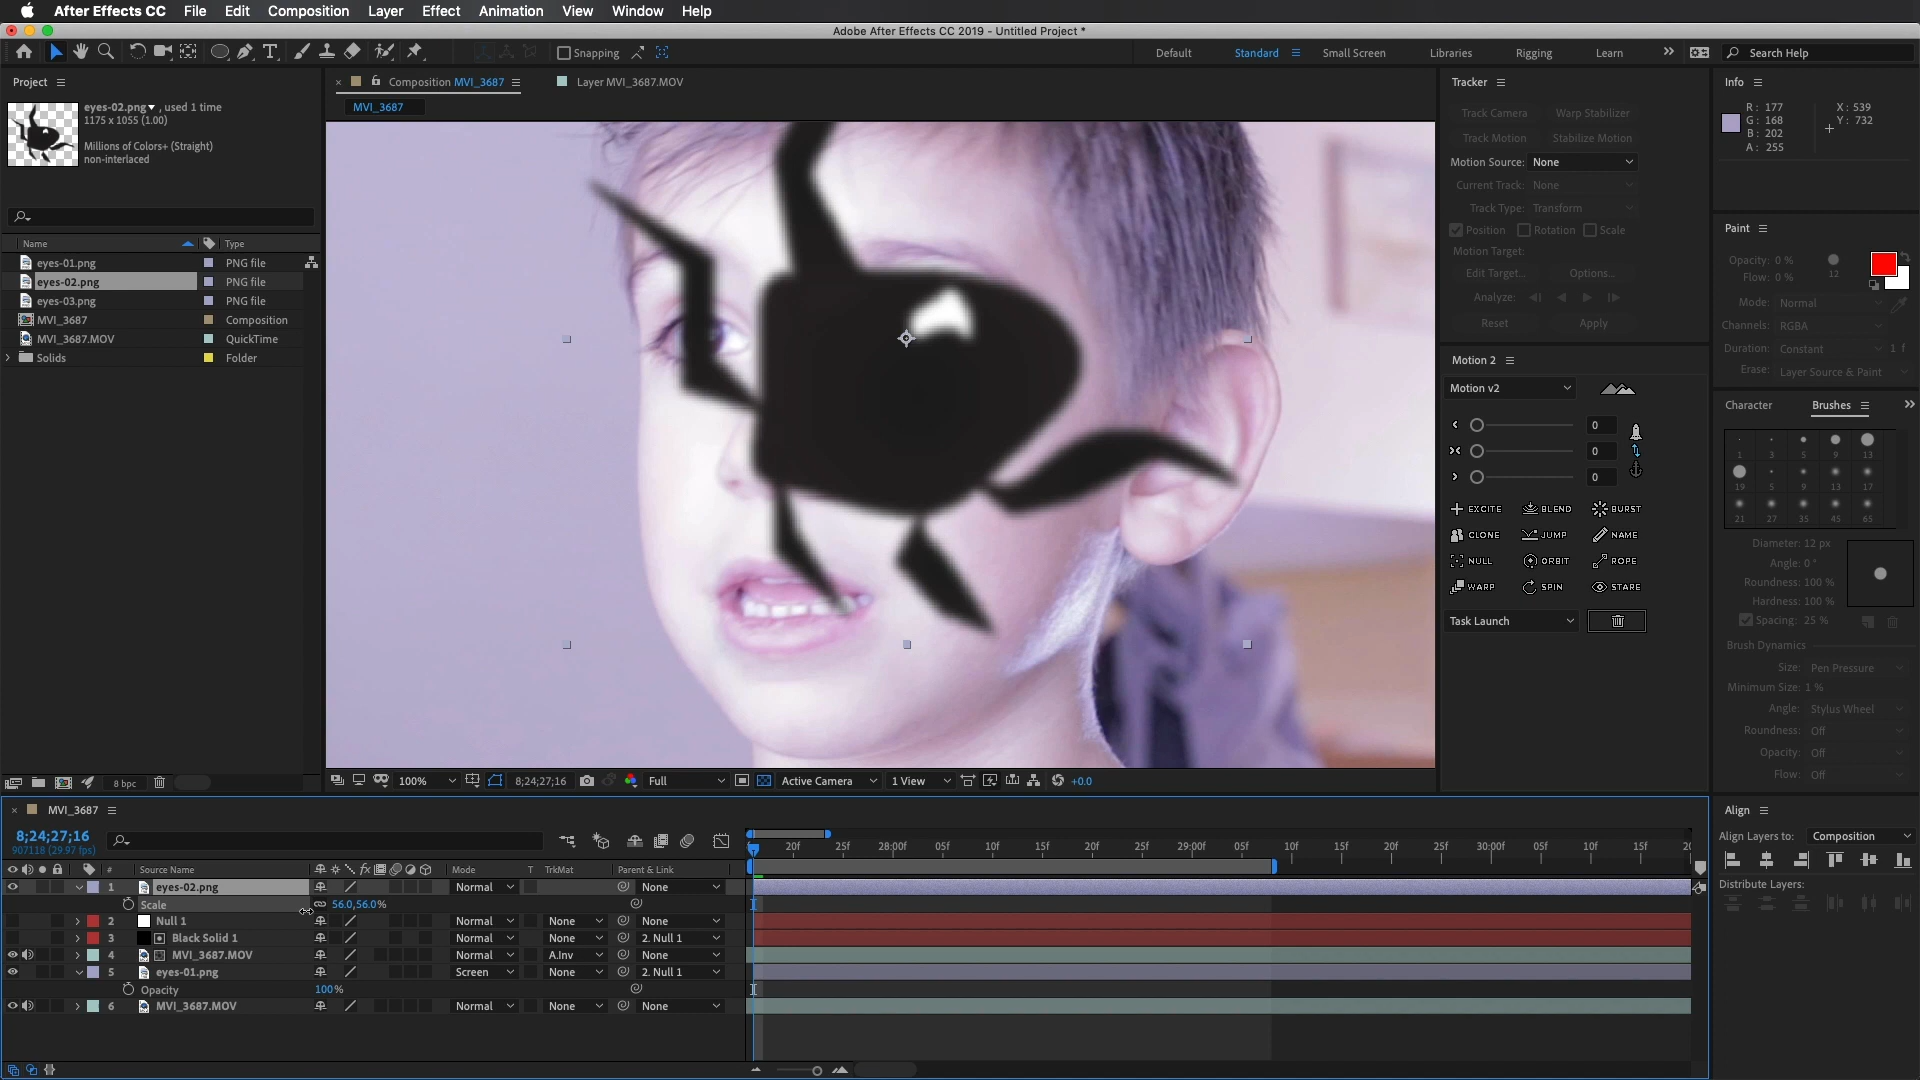 After Effects CC File Edit Composition Layer Effect Animation View Window Help
Adobe After Effects CC 2019 - Untitled Project *
Snapping Default Standard Small Screen Libraries Rigging Learn Search Help
Project
eyes-02.png , used 1 time
1175 x 1055 (1.00)
Millions of Colors+ (Straight)
non-interlaced
Name Type
eyes-01.png PNG file
eyes-02.png PNG file
eyes-03.png PNG file
MVI_3687 Composition
MVI_3687.MOV QuickTime
Solids Folder
8 bpc
Composition MVI_3687 Layer MVI_3687.MOV
MVI_3687
100% 8;24;27;16 Full Active Camera 1 View +0.0
Tracker
Track Camera Warp Stabilizer
Track Motion Stabilize Motion
Motion Source: None
Current Track: None
Track Type: Transform
Position Rotation Scale
Motion Target:
Edit Target... Options...
Analyze:
Reset Apply
Motion 2
Motion v2
0
0
0
EXCITE BLEND BURST
CLONE JUMP NAME
NULL ORBIT ROPE
WARP SPIN STARE
Task Launch
Info
R: 177 X: 539
G: 168 Y: 732
B: 202
A: 255
Paint
Opacity: 0 %
Flow: 0 % 12
Mode: Normal
Channels: RGBA
Duration: Constant 1 f
Erase: Layer Source & Paint
Character Brushes
1 3 5 9 13
19 5 9 13 17
21 27 35 45 65
Diameter: 12 px
Angle: 0 °
Roundness: 100 %
Hardness: 100 %
Spacing: 25 %
Brush Dynamics
Size: Pen Pressure
Minimum Size: 1 %
Angle: Stylus Wheel
Roundness: Off
Opacity: Off
Flow: Off
Align
Align Layers to: Composition
Distribute Layers:
MVI_3687
8;24;27;16
907118 (29.97 fps)
20f 25f 28:00f 05f 10f 15f 20f 25f 29:00f 05f 10f 15f 20f 25f 30:00f 05f 10f 15f 20
# Source Name Mode T TrkMat Parent & Link
1 eyes-02.png Normal None
Scale 56.0,56.0%
2 Null 1 Normal None None
3 Black Solid 1 Normal None 2. Null 1
4 MVI_3687.MOV Normal A.Inv None
5 eyes-01.png Screen None 2. Null 1
Opacity 100%
6 MVI_3687.MOV Normal None None